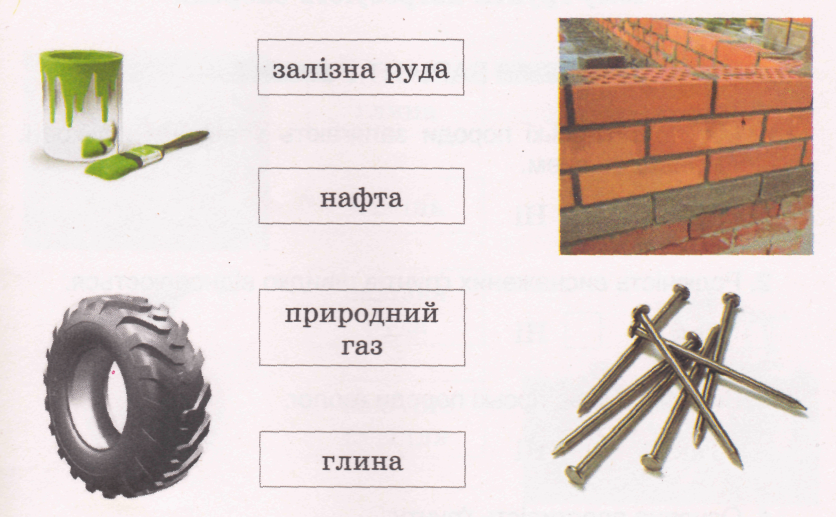 залізна руда
нафта
природний
газ
глина